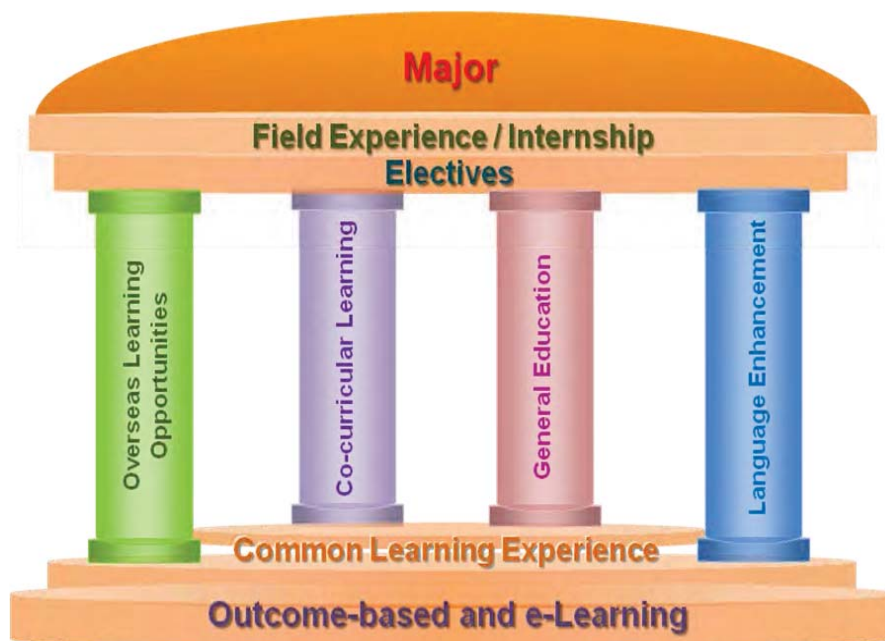 Major
Field Experience / Internship
Electives
Overseas Learning
Opportunities
Co-curricular Learning
General Education
Language Enhancement
Common Learning Experience
Outcome-based and e-Learning